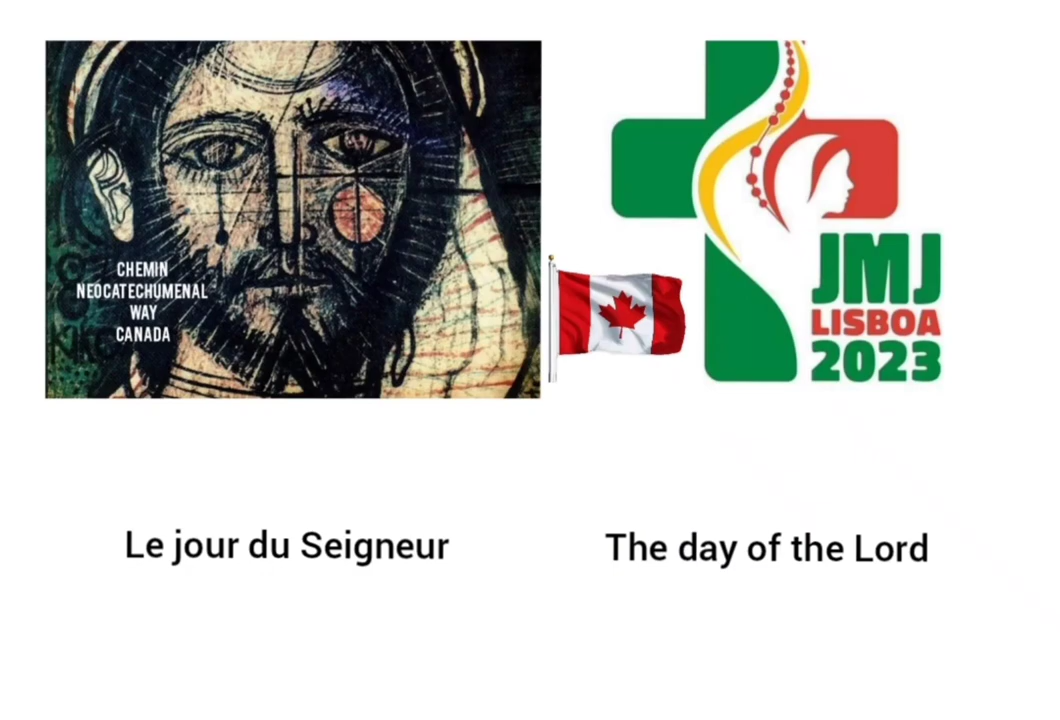 CHEMIN
NEOCATECHUMENAL
WAY
CANADA
JMJ
LISBOA
2023
Le jour du Seigneur
The day of the Lord